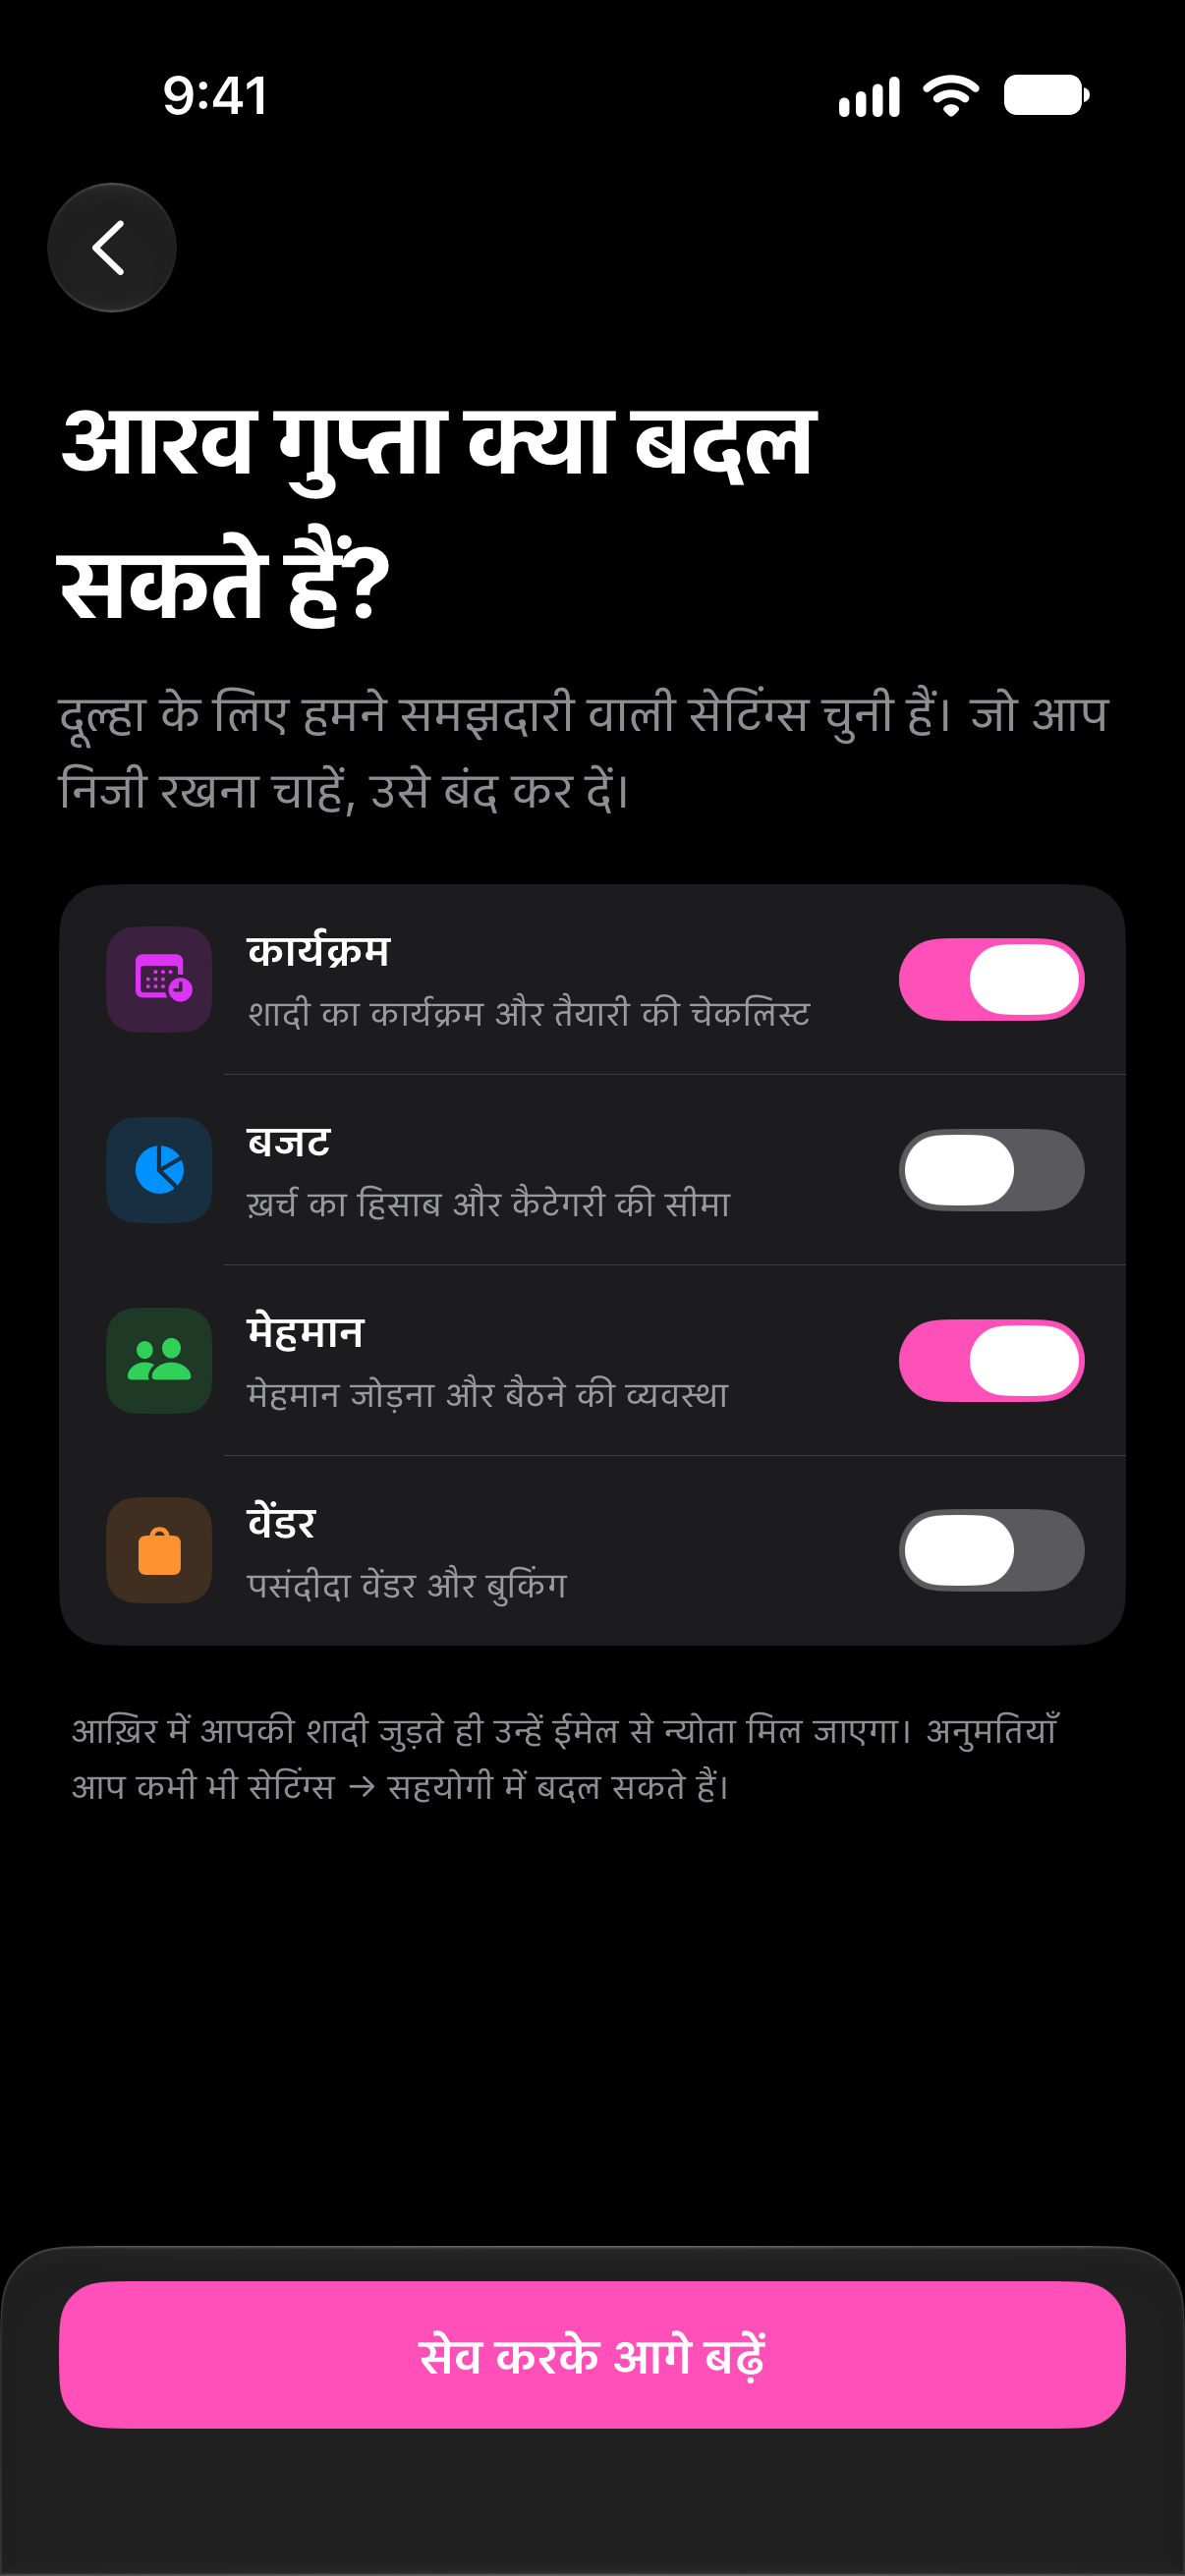 9:41
आरव गुप्ता क्या बदल
सकते हैं?
दूल्हा के लिए हमने समझदारी वाली सेटिंग्स चुनी हैं। जो आप
निजी रखना चाहें, उसे बंद कर दें।
कार्यक्रम
शादी का कार्यक्रम और तैयारी की चेकलिस्ट
बजट
ख़र्च का हिसाब और कैटेगरी की सीमा
मेहमान
मेहमान जोड़ना और बैठने की व्यवस्था
वेंडर
पसंदीदा वेंडर और बुकिंग
आख़िर में आपकी शादी जुड़ते ही उन्हें ईमेल से न्योता मिल जाएगा। अनुमतियाँ
आप कभी भी सेटिंग्स → सहयोगी में बदल सकते हैं।
सेव करके आगे बढ़ें